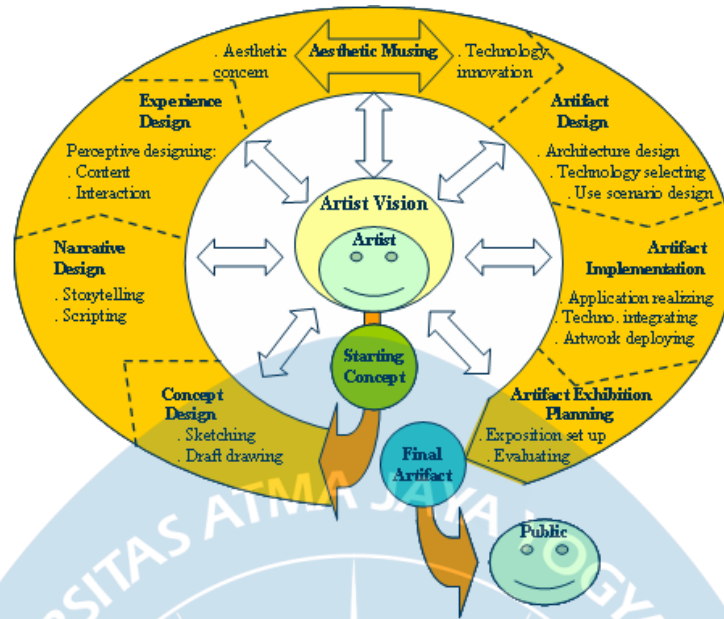 Aesthetic Musing
. Aesthetic
concern
. Technology
innovation
Experience
Design
Perceptive designing:
. Content
. Interaction
Artifact
Design
. Architecture design
. Technology selecting
. Use scenario design
Artist Vision
Artist
Narrative
Design
. Storytelling
. Scripting
Artifact
Implementation
. Application realizing
. Techno. integrating
. Artwork deploying
Starting
Concept
Concept
Design
. Sketching
. Draft drawing
Artifact Exhibition
Planning
. Exposition set up
. Evaluating
Final
Artifact
Public
SITAS ATMA JAYA YOGYA